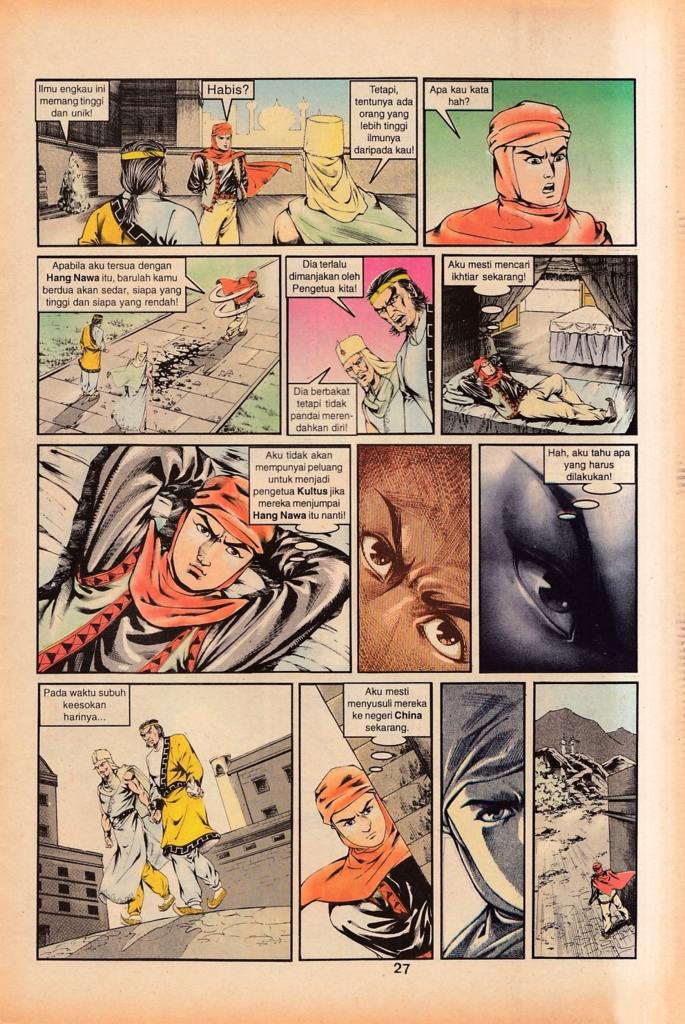 Ilmu engkau ini
memang tinggi
dan unik!
Habis?
Tetapi,
tentunya ada
orang yang
lebih tinggi
ilmunya
daripada kau!
Apa kau kata
hah?
Apabila aku tersua dengan
Hang Nawa itu, barulah kamu
berdua akan sedar, siapa yang
tinggi dan siapa yang rendah!
Dia terlalu
dimanjakan oleh
Pengetua kita!
Dia berbakat
tetapi tidak
pandai meren-
dahkan diri!
Aku mesti mencari
ikhtiar sekarang!
Aku tidak akan
mempunyai peluang
untuk menjadi
pengetua Kultus jika
mereka menjumpai
Hang Nawa itu nanti!
Hah, aku tahu apa
yang harus
dilakukan!
Pada waktu subuh
keesokan
harinya...
Aku mesti
menyusuli mereka
ke negeri China
sekarang.
27